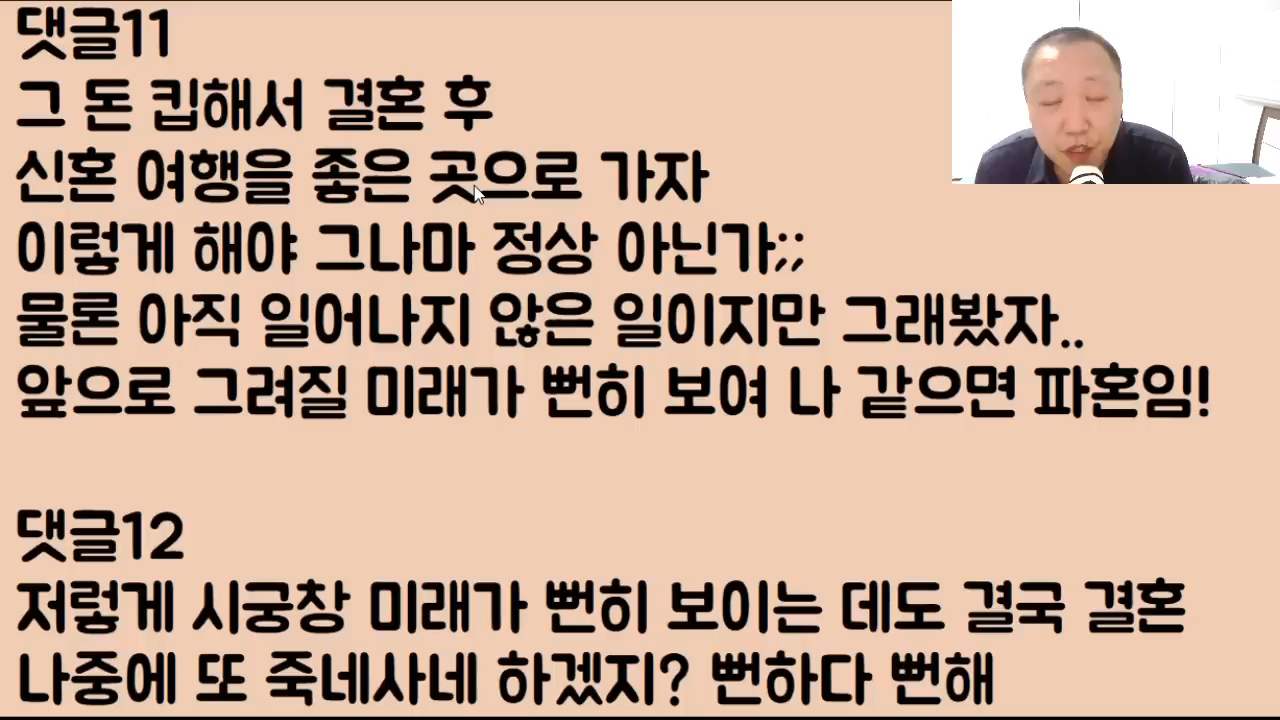 댓글11
그 돈 킵해서 결혼 후
신혼 여행을 좋은 곳으로 가자
이렇게 해야 그나마 정상 아닌가;;
물론 아직 일어나지 않은 일이지만 그래봤자..
앞으로 그려질 미래가 뻔히 보여 나 같으면 파혼임!
댓글12
저렇게 시궁창 미래가 뻔히 보이는 데도 결국 결혼
나중에 또 죽네사네 하겠지? 뻔하다 뻔해